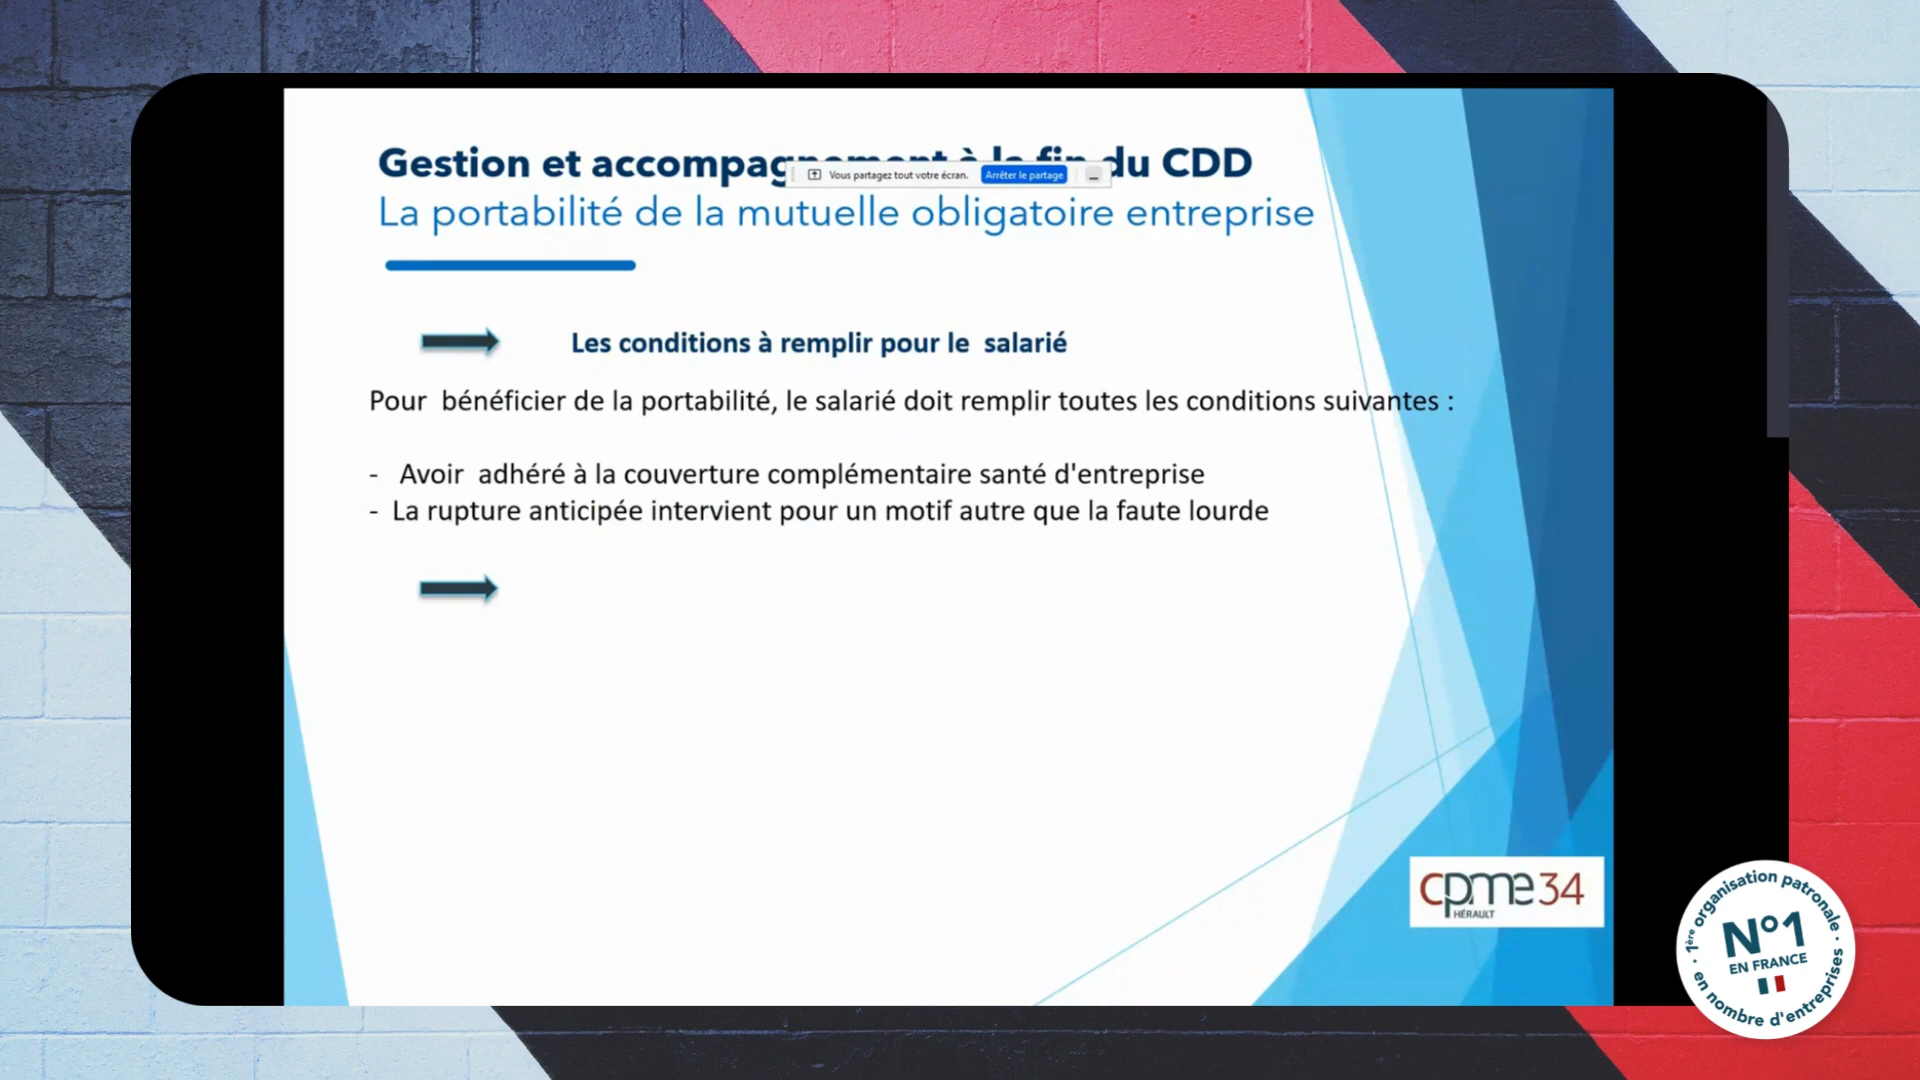 Gestion et accompagnement à la fin du CDD
Vous partagez tout votre écran. Arrêter le partage
La portabilité de la mutuelle obligatoire entreprise
Les conditions à remplir pour le salarié
Pour bénéficier de la portabilité, le salarié doit remplir toutes les conditions suivantes :
- Avoir adhéré à la couverture complémentaire santé d'entreprise
- La rupture anticipée intervient pour un motif autre que la faute lourde
cpme34
HÉRAULT
· 1ère organisation patronale ·
N°1
EN FRANCE
en nombre d'entreprises